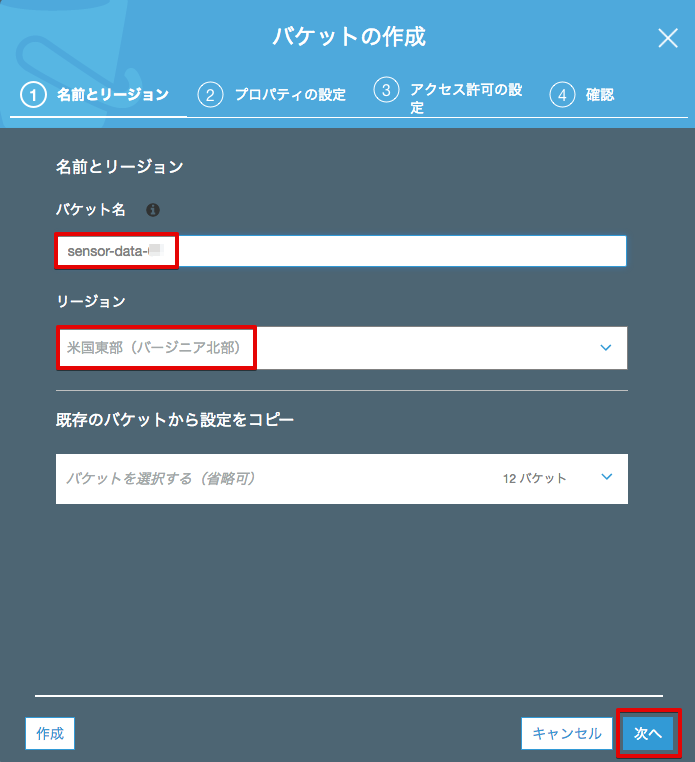 バケットの作成
1 名前とリージョン
2 プロパティの設定
3 アクセス許可の設
定
4 確認
名前とリージョン
バケット名
sensor-data-
リージョン
米国東部（バージニア北部）
既存のバケットから設定をコピー
バケットを選択する（省略可） 12 バケット
作成 キャンセル 次へ